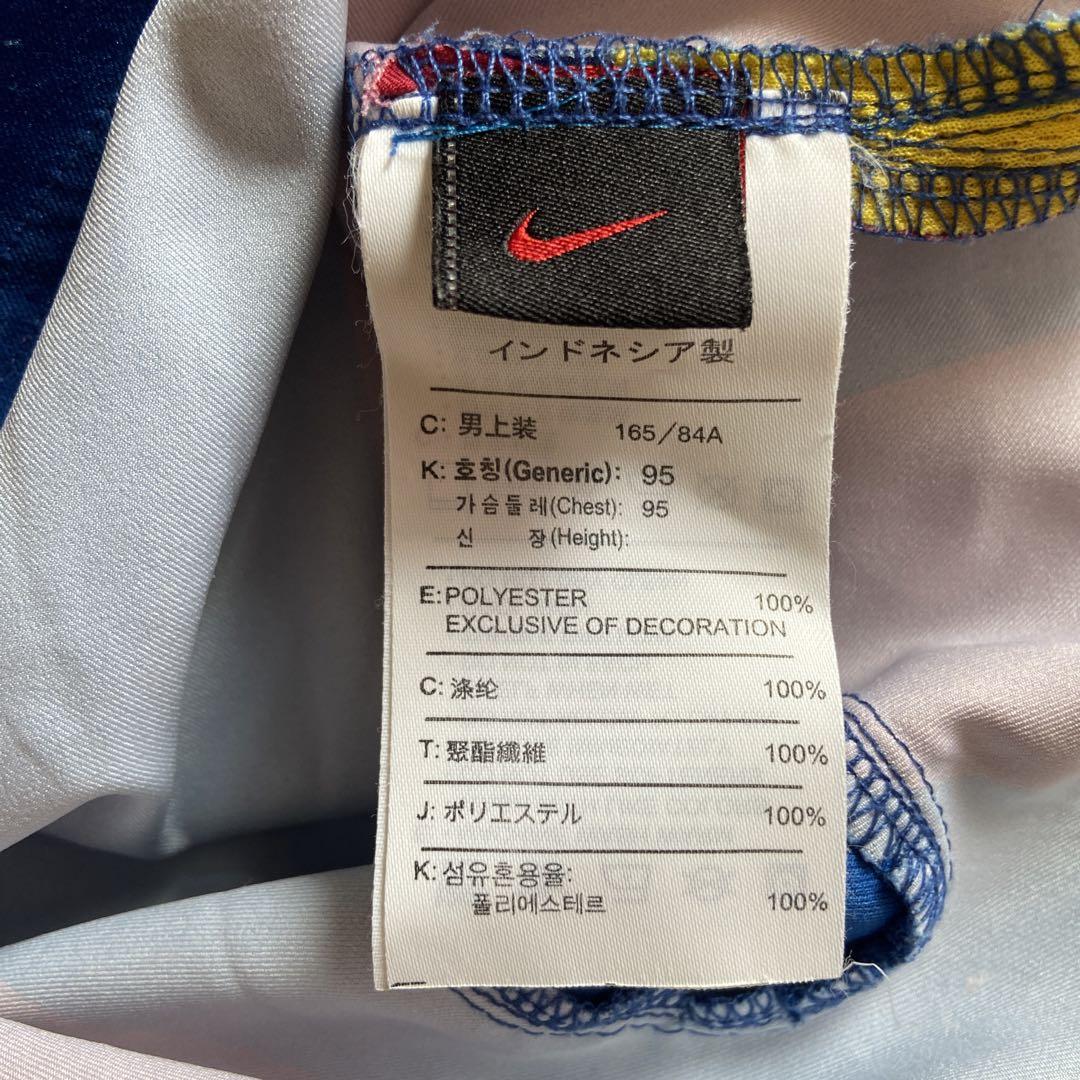 インドネシア製
C: 男上装 165/84A
K: 호칭(Generic): 95
가슴둘레(Chest): 95
신 장(Height):
E: POLYESTER 100%
EXCLUSIVE OF DECORATION
C: 涤纶 100%
T: 聚酯纖維 100%
J: ポリエステル 100%
K: 섬유혼용율:
폴리에스테르 100%